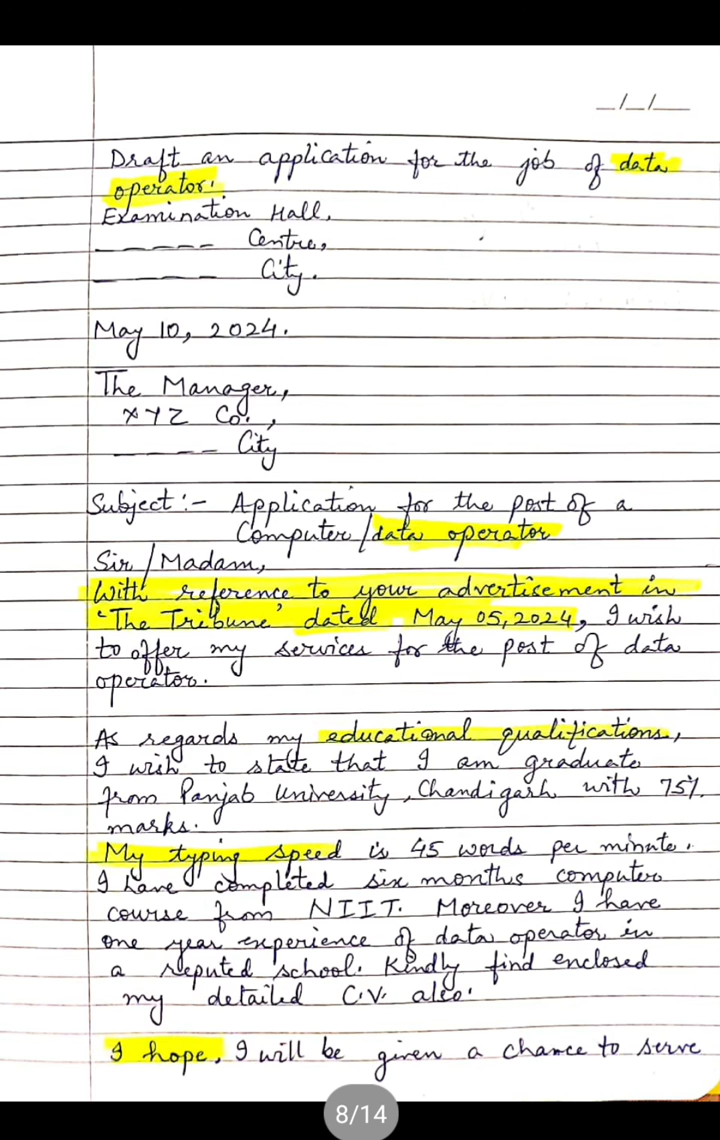 _/_/__
Draft an application for the job of data
operator.
Examination Hall,
______ Centre,
______ City.
May 10, 2024.
The Manager,
XYZ Co.,
_____ City
Subject:- Application for the post of a
Computer/data operator
Sir/Madam,
With reference to your advertisement in
'The Tribune' dated May 05, 2024, I wish
to offer my services for the post of data
operator.
As regards my educational qualifications,
I wish to state that I am graduate
from Panjab University, Chandigarh with 75%
marks.
My typing speed is 45 words per minute.
I have completed six months computer
course from NIIT. Moreover I have
one year experience of data operator in
a reputed school. Kindly find enclosed
my detailed C.V. also.
I hope, I will be given a chance to serve
8/14